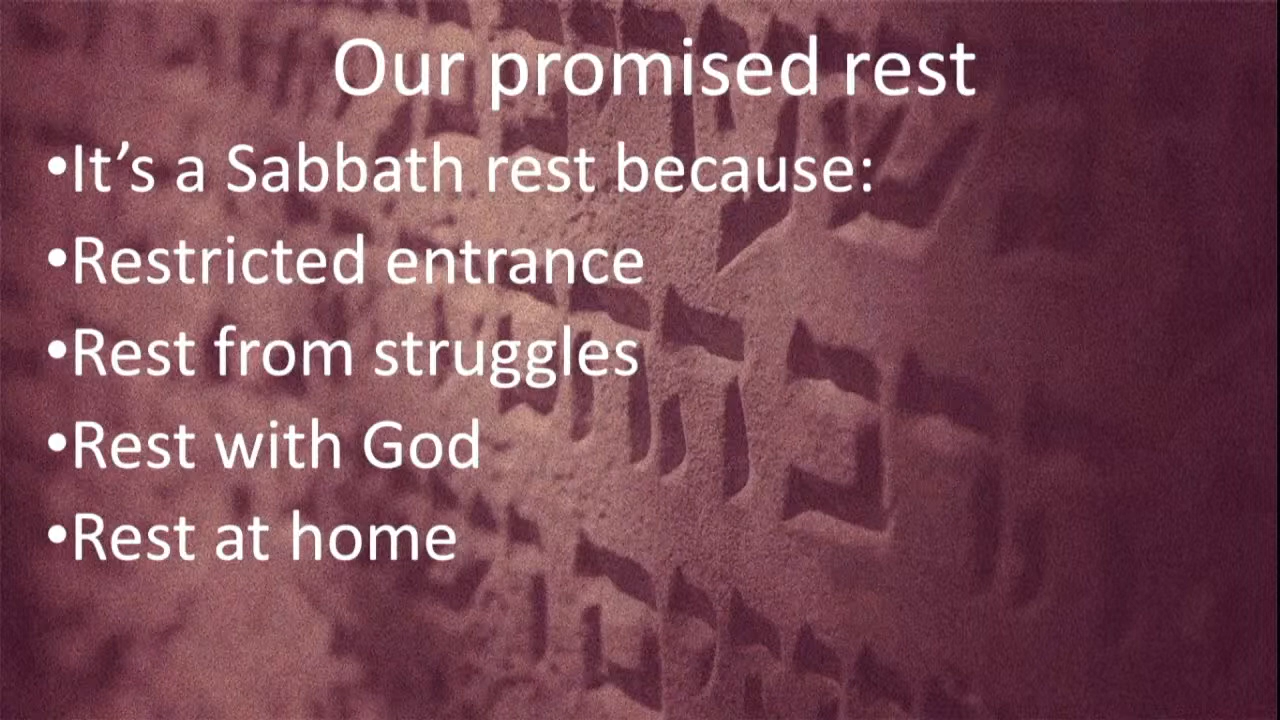 Our promised rest
•It’s a Sabbath rest because:
•Restricted entrance
•Rest from struggles
•Rest with God
•Rest at home